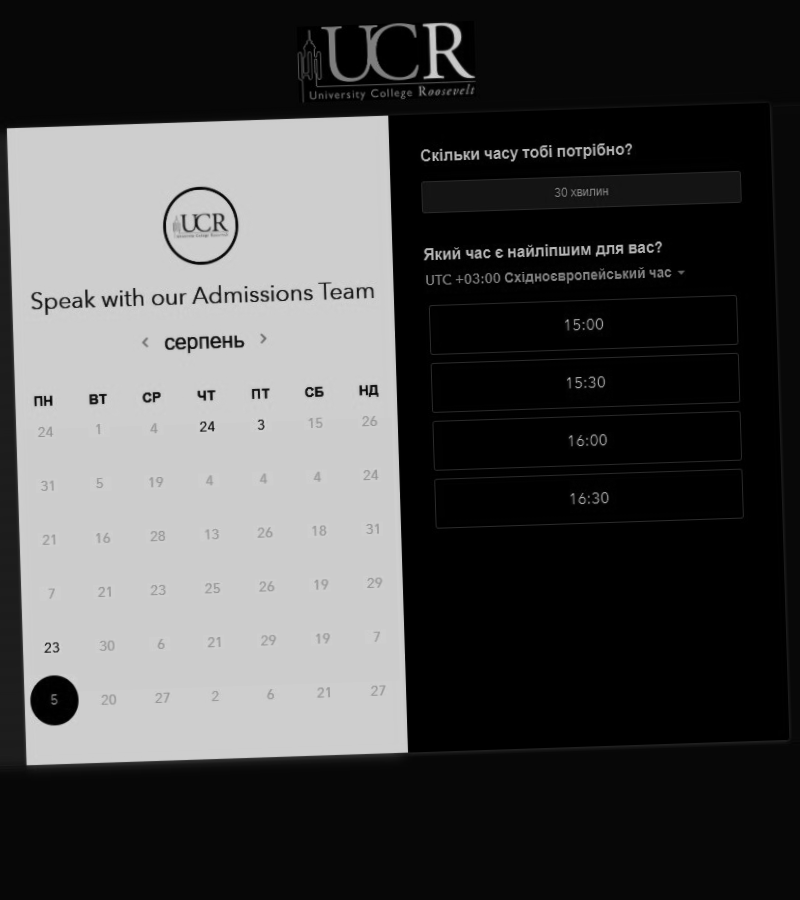 UCR
University College Roosevelt
UCR
University College Roosevelt
Speak with our Admissions Team
серпень
ПН ВТ СР ЧТ ПТ СБ НД
24 1 4 24 3 15 26
31 5 19 4 4 4 24
21 16 28 13 26 18 31
7 21 23 25 26 19 29
23 30 6 21 29 19 7
5 20 27 2 6 21 27
Скільки часу тобі потрібно?
30 хвилин
Який час є найліпшим для вас?
UTC +03:00 Східноєвропейський час
15:00
15:30
16:00
16:30